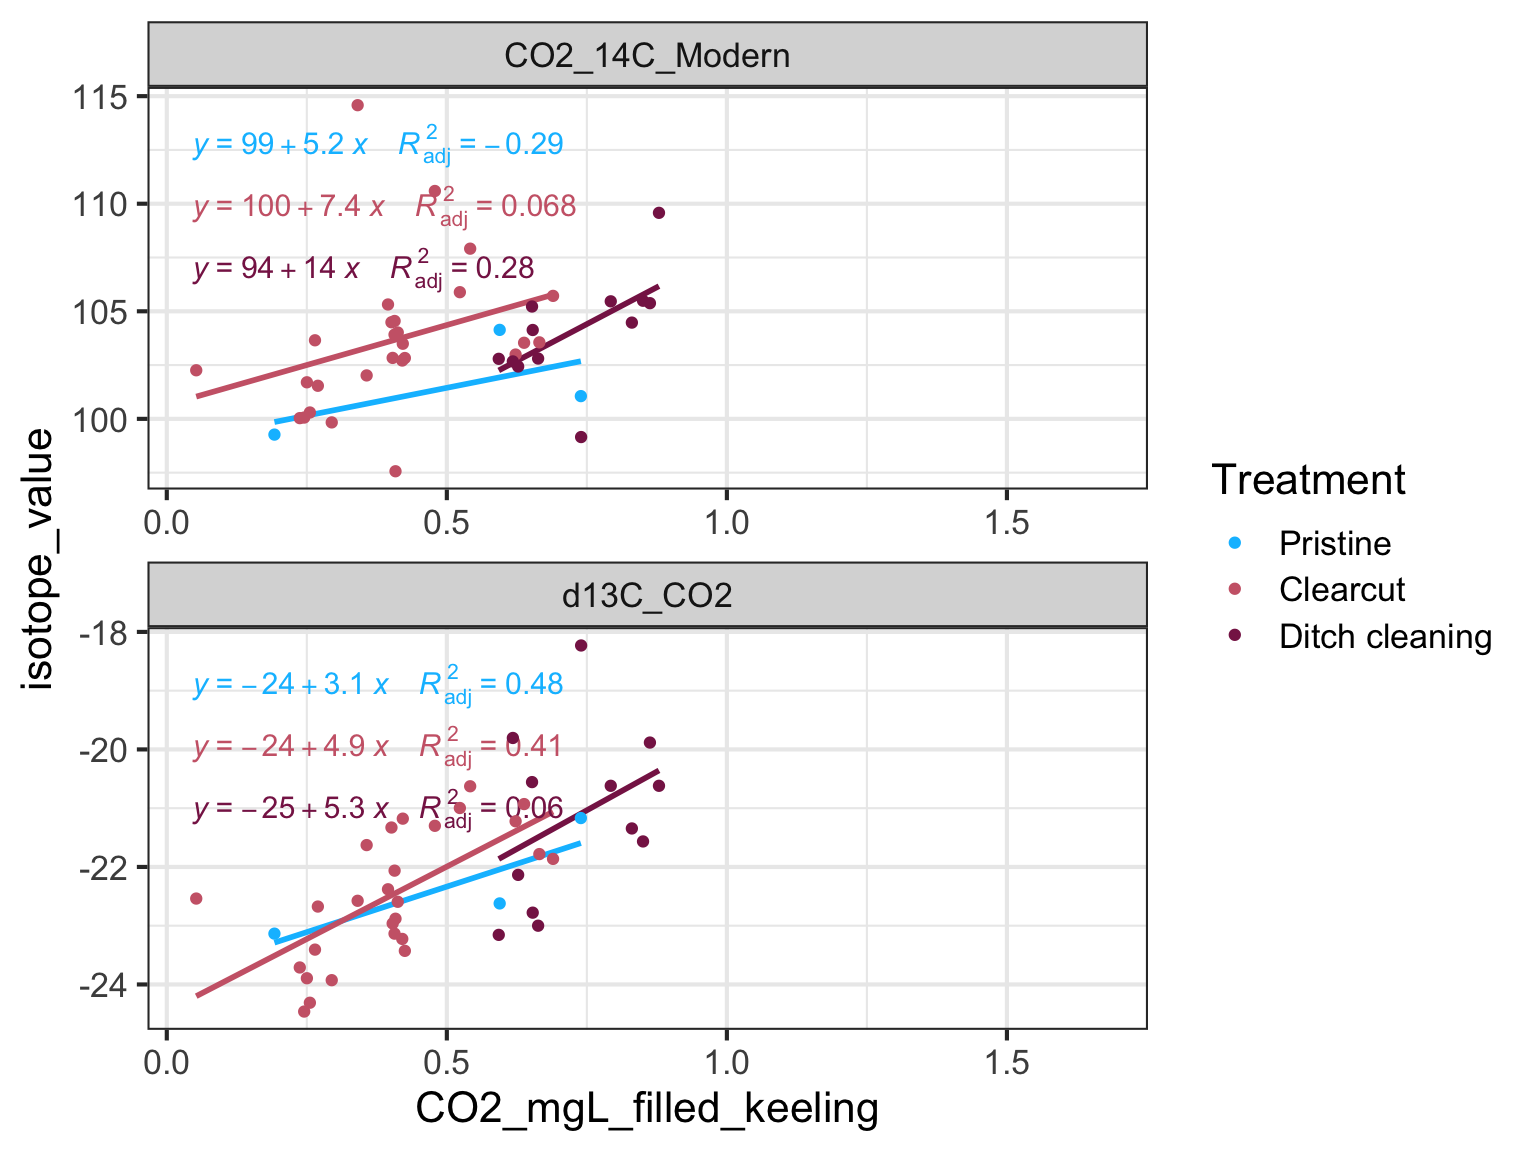 CO2_14C_Modern
115
110
105
100
y = 99 + 5.2 x R²adj = −0.29
y = 100 + 7.4 x R²adj = 0.068
y = 94 + 14 x R²adj = 0.28
0.0 0.5 1.0 1.5
isotope_value
d13C_CO2
-18
-20
-22
-24
y = −24 + 3.1 x R²adj = 0.48
y = −24 + 4.9 x R²adj = 0.41
y = −25 + 5.3 x R²adj = 0.06
0.0 0.5 1.0 1.5
CO2_mgL_filled_keeling
Treatment
Pristine
Clearcut
Ditch cleaning